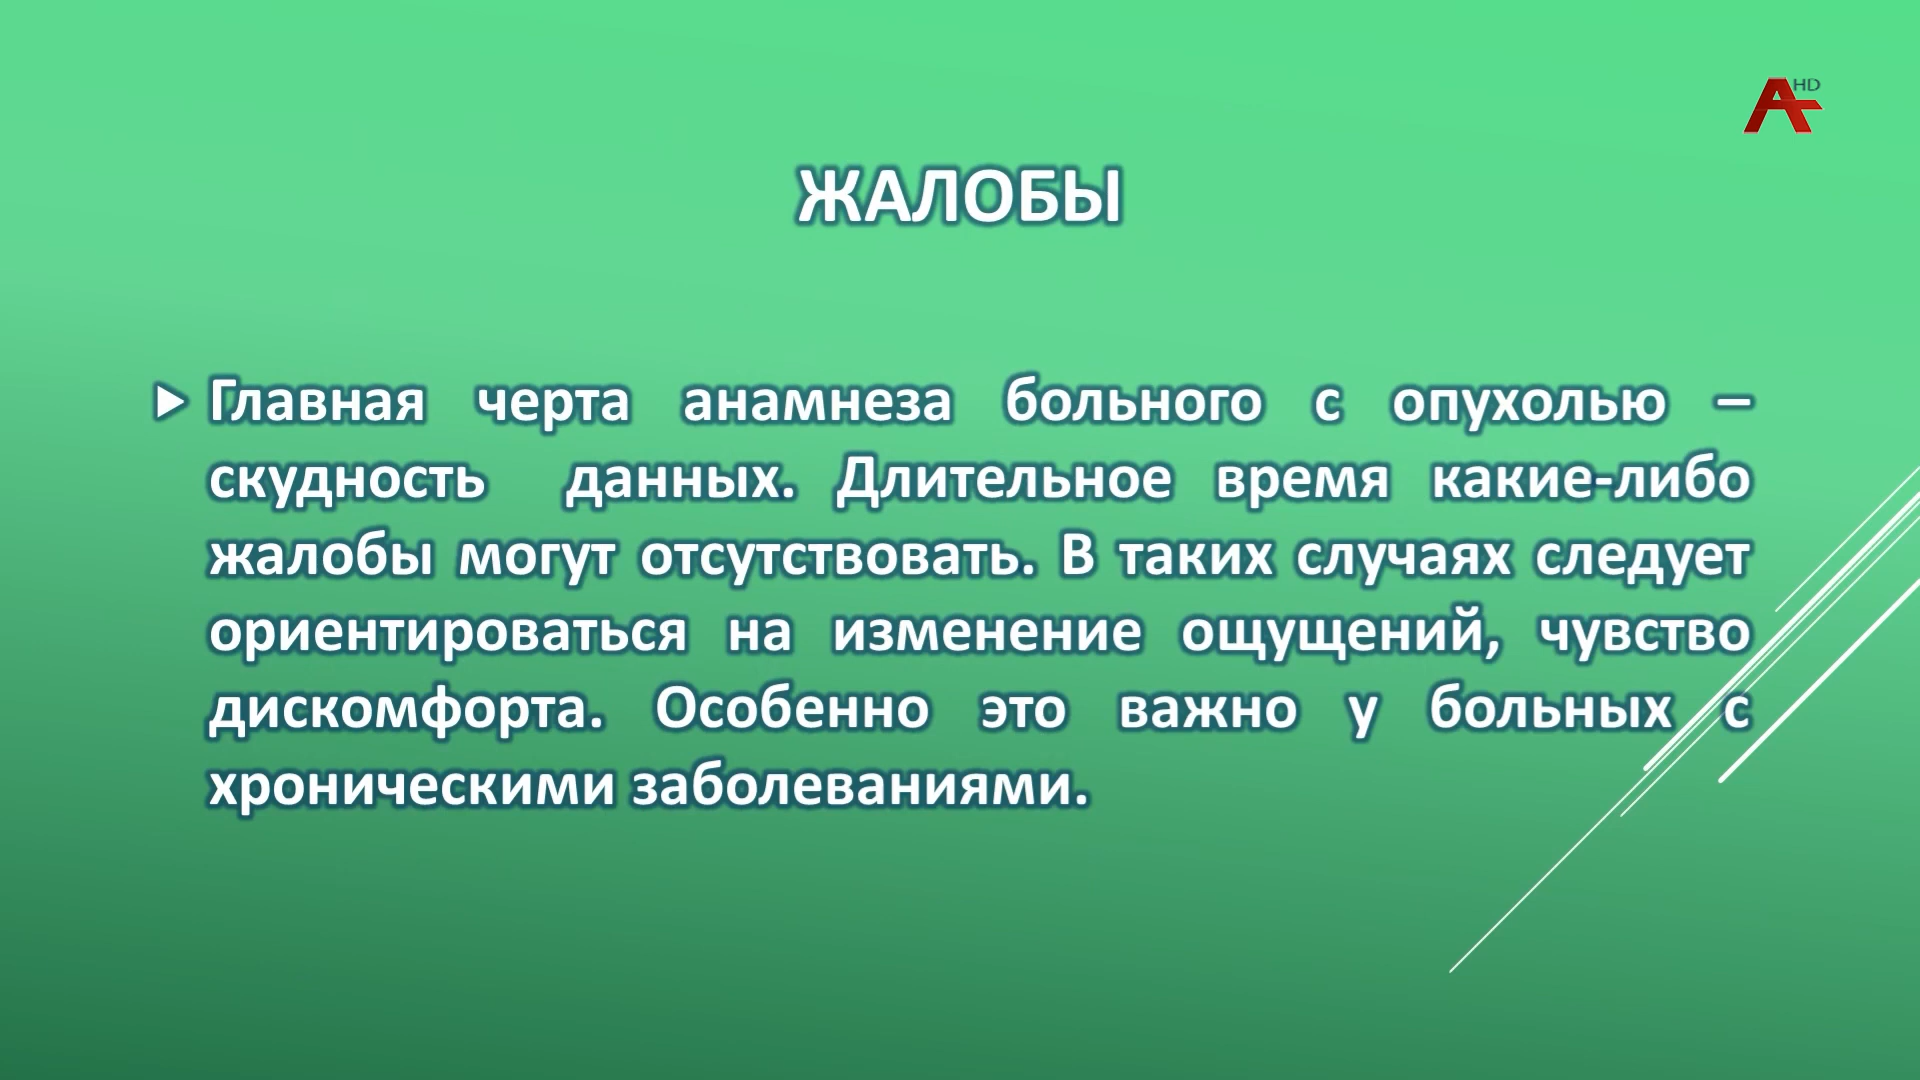 HD
ЖАЛОБЫ
Главная черта анамнеза больного с опухолью –
скудность данных. Длительное время какие-либо
жалобы могут отсутствовать. В таких случаях следует
ориентироваться на изменение ощущений, чувство
дискомфорта. Особенно это важно у больных с
хроническими заболеваниями.